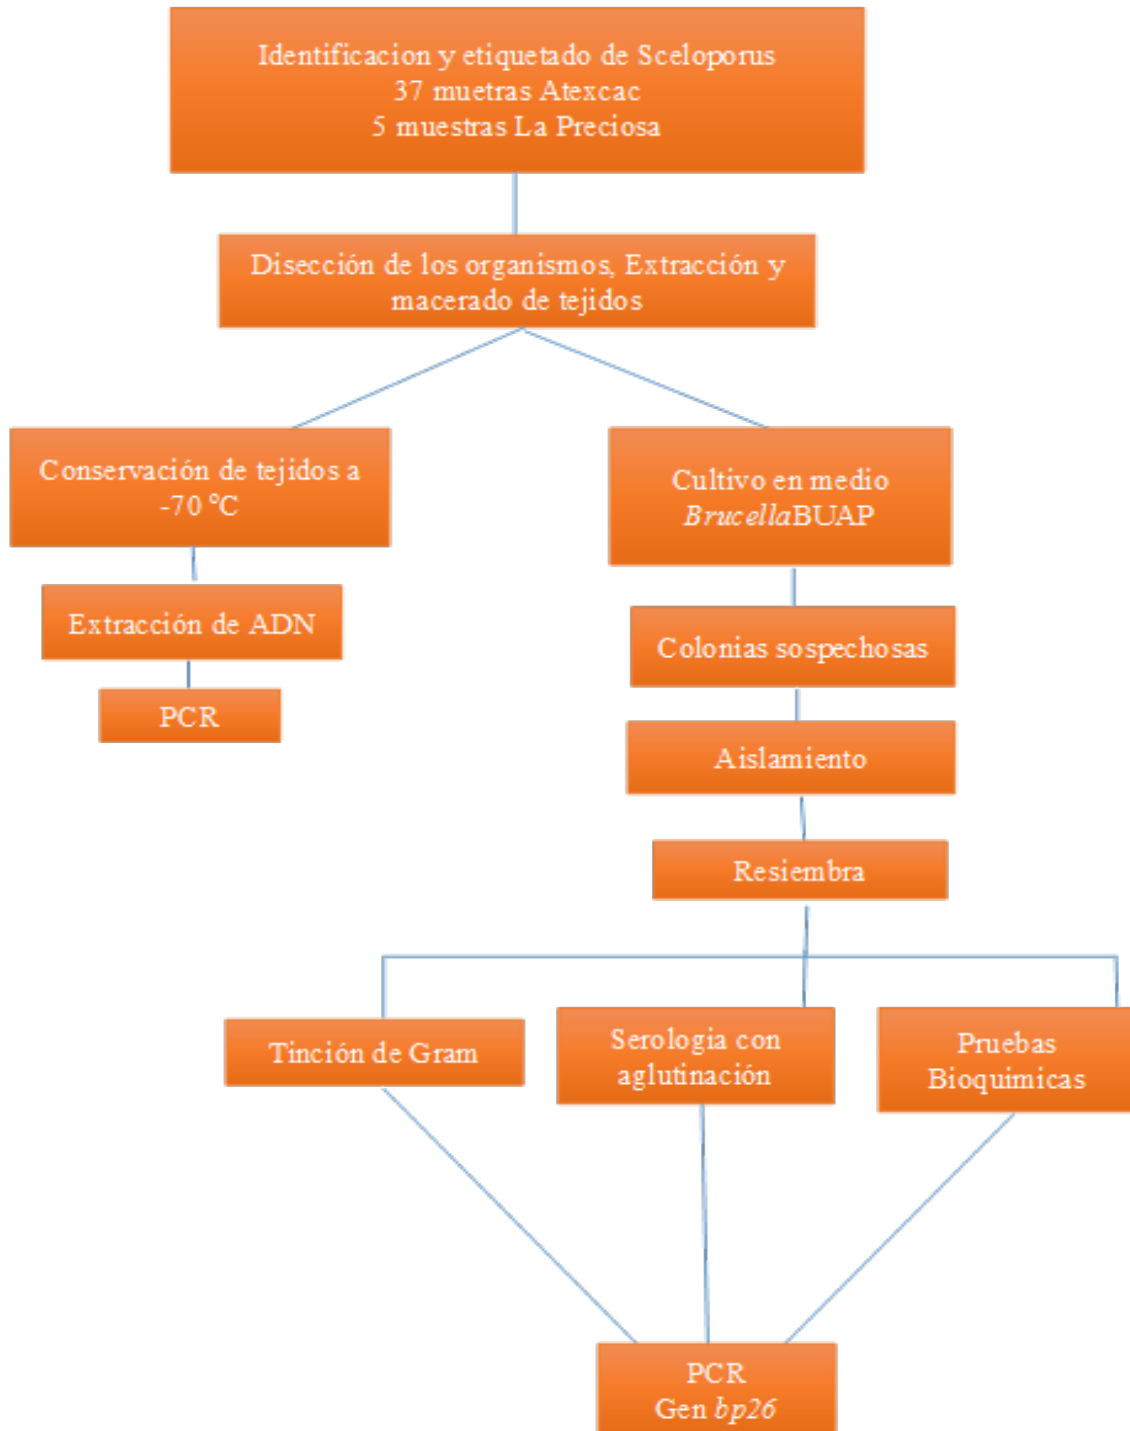 Identificacion y etiquetado de Sceloporus
37 muetras Atexcac
5 muestras La Preciosa
Disección de los organismos, Extracción y
macerado de tejidos
Conservación de tejidos a
-70 °C
Extracción de ADN
PCR
Cultivo en medio
BrucellaBUAP
Colonias sospechosas
Aislamiento
Resiembra
Tinción de Gram
Serologia con
aglutinación
Pruebas
Bioquimicas
PCR
Gen bp26